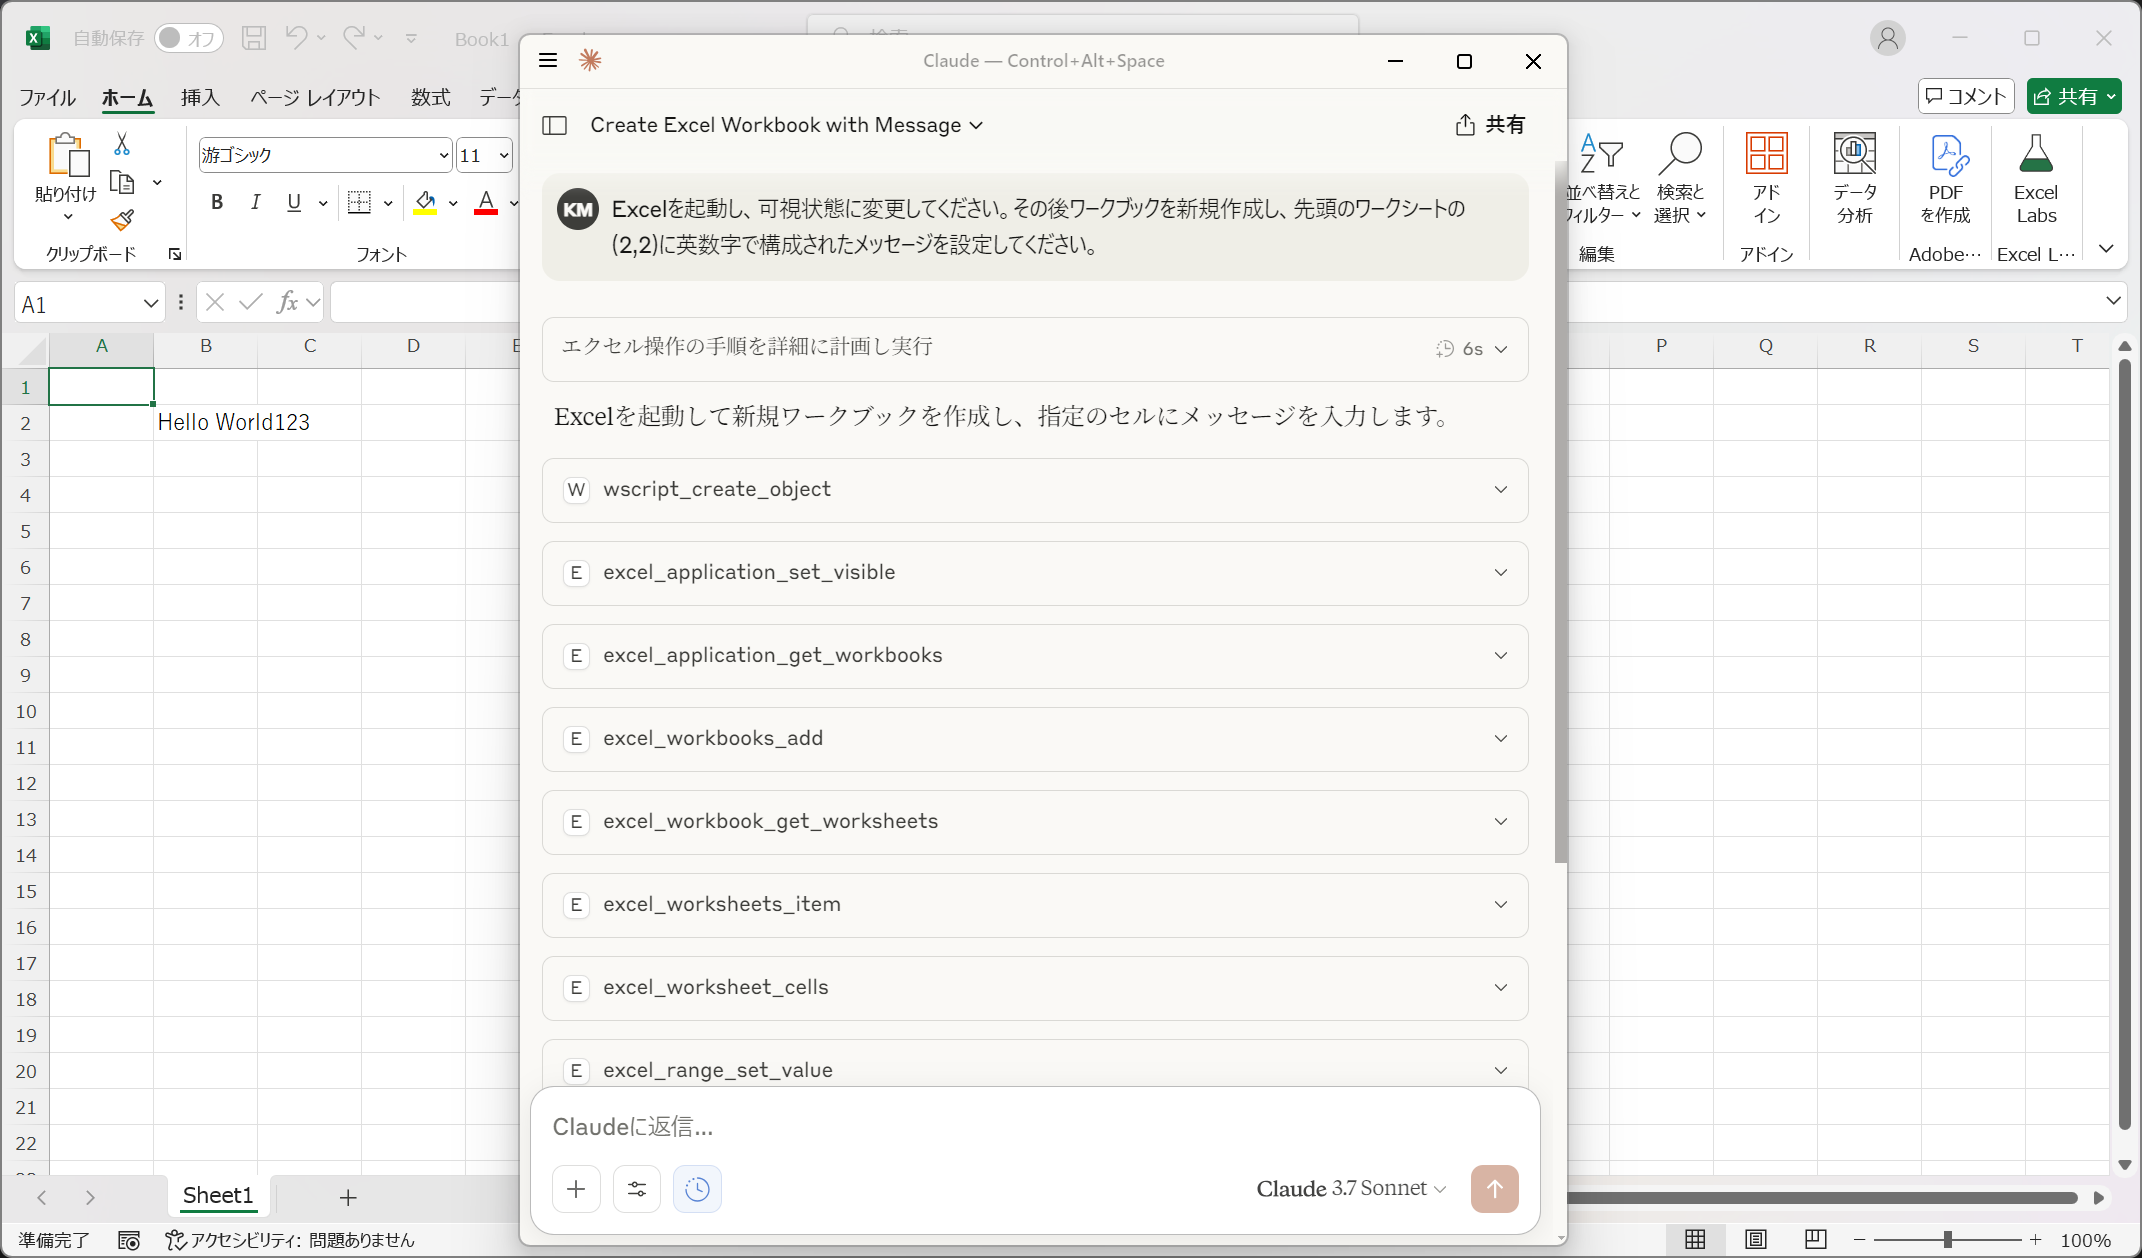 自動保存 オフ Book1
Claude — Control+Alt+Space
ファイル ホーム 挿入 ページ レイアウト 数式
コメント 共有
Create Excel Workbook with Message 共有
貼り付け
クリップボード
游ゴシック 11
B I U A
フォント
並べ替えと
フィルター
検索と
選択
編集
アド
イン
アドイン
データ
分析
PDF
を作成
Adobe…
Excel
Labs
Excel L…
KM
Excelを起動し、可視状態に変更してください。その後ワークブックを新規作成し、先頭のワークシートの
(2,2)に英数字で構成されたメッセージを設定してください。
A1 fx
エクセル操作の手順を詳細に計画し実行 6s
A B C D P Q R S T
1
2 Hello World123
3
4
5
6
7
8
9
10
11
12
13
14
15
16
17
18
19
20
21
22
Excelを起動して新規ワークブックを作成し、指定のセルにメッセージを入力します。
W wscript_create_object
E excel_application_set_visible
E excel_application_get_workbooks
E excel_workbooks_add
E excel_workbook_get_worksheets
E excel_worksheets_item
E excel_worksheet_cells
E excel_range_set_value
Claudeに返信...
Claude 3.7 Sonnet
Sheet1
準備完了 アクセシビリティ: 問題ありません 100%